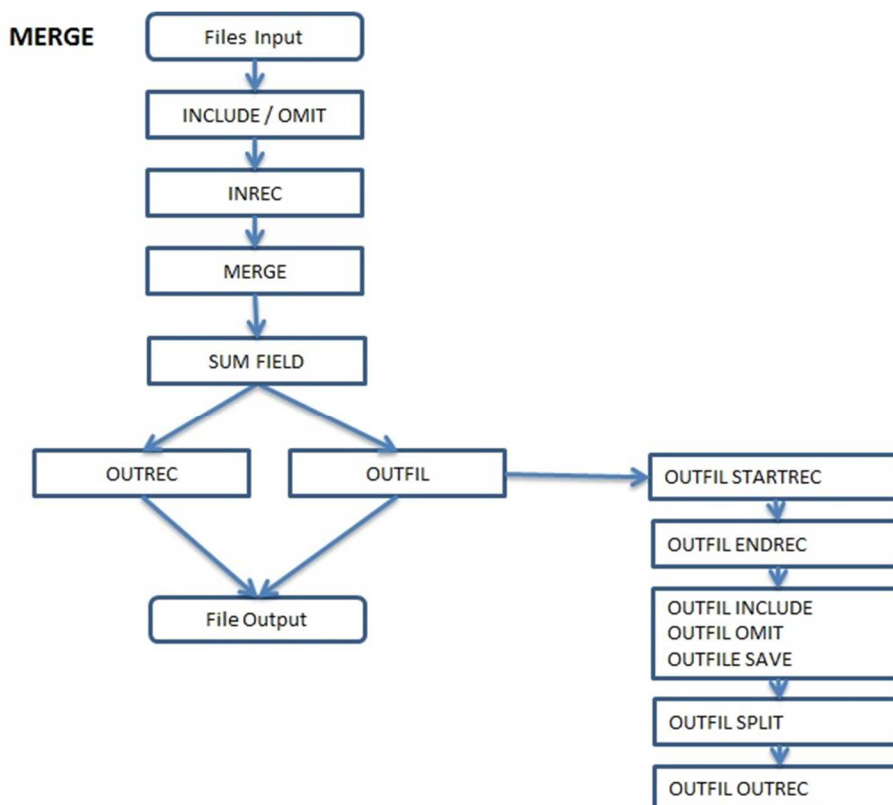 MERGE
Files Input
INCLUDE / OMIT
INREC
MERGE
SUM FIELD
OUTREC
OUTFIL
File Output
OUTFIL STARTREC
OUTFIL ENDREC
OUTFIL INCLUDE
OUTFIL OMIT
OUTFILE SAVE
OUTFIL SPLIT
OUTFIL OUTREC